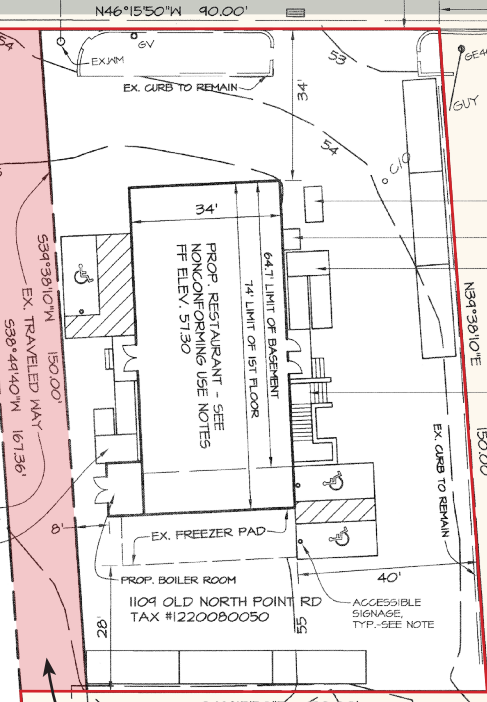 N46°15'50"W 90.00'
54
EX.WM
GV
EX. CURB TO REMAIN
34'
53
GE
GUY
54
C/O
34'
PROP. RESTAURANT - SEE
NONCONFORMING USE NOTES
FF ELEV. 57.30
74' LIMIT OF 1ST FLOOR
64.7' LIMIT OF BASEMENT
S39°38'10"W 150.00'
EX. TRAVELED WAY
S38°49'40"W 167.36'
N39°38'10"E
150.00
EX. CURB TO REMAIN
8'
EX. FREEZER PAD
PROP. BOILER ROOM
40'
1109 OLD NORTH POINT RD
TAX #1220080050
ACCESSIBLE
SIGNAGE,
TYP.-SEE NOTE
28'
55